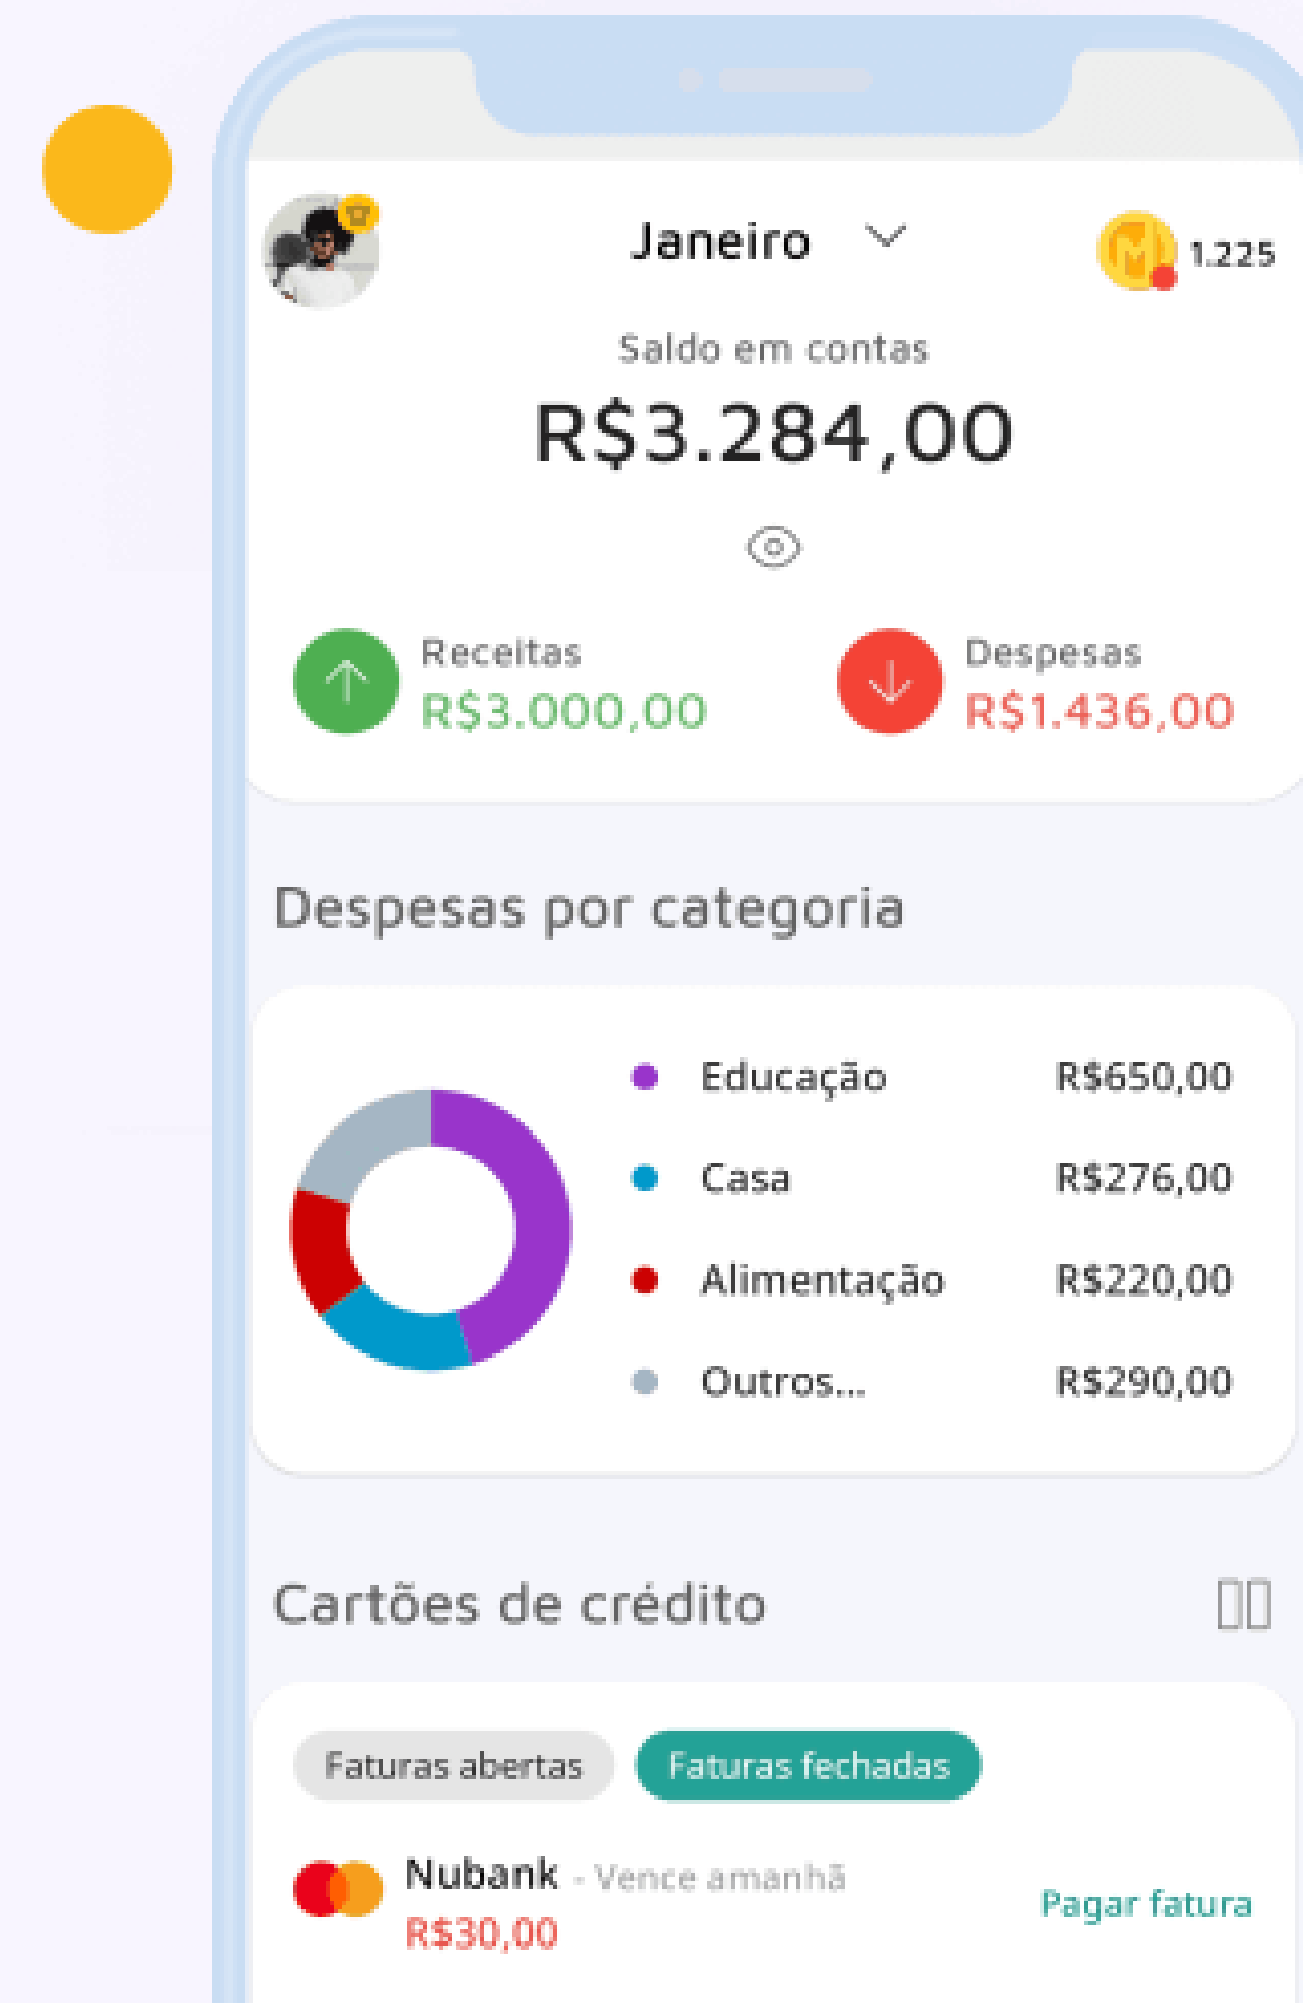 Janeiro
1.225
Saldo em contas
R$3.284,00
Receitas
R$3.000,00
Despesas
R$1.436,00
Despesas por categoria
Educação R$650,00
Casa R$276,00
Alimentação R$220,00
Outros... R$290,00
Cartões de crédito
Faturas abertas
Faturas fechadas
Nubank - Vence amanhã
R$30,00
Pagar fatura